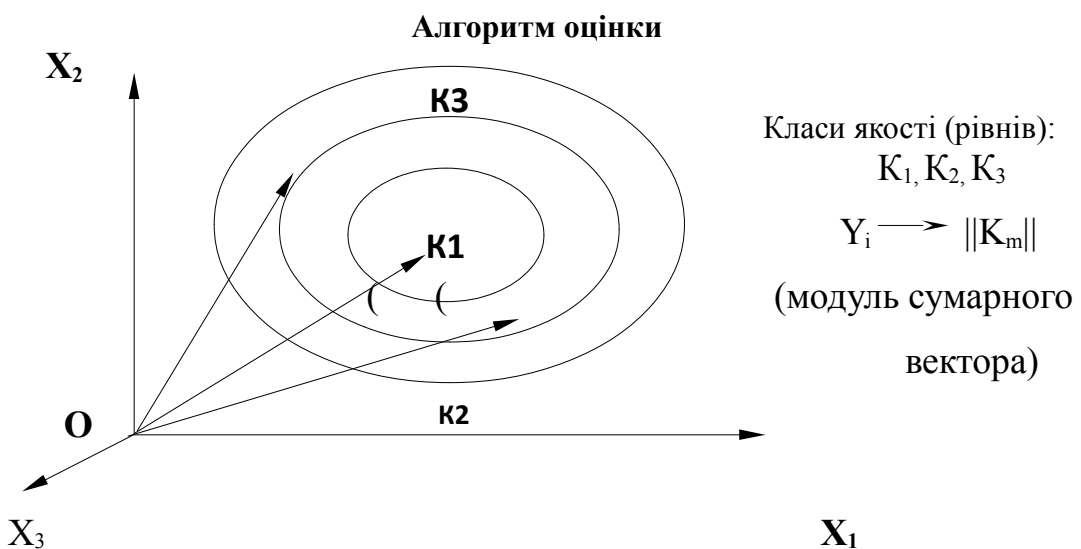 Алгоритм оцінки
X₂
К3
Класи якості (рівнів):
К₁, К₂, К₃
К1
Yᵢ → ||Kₘ||
( (
(модуль сумарного
вектора)
О
К2
X₃
X₁